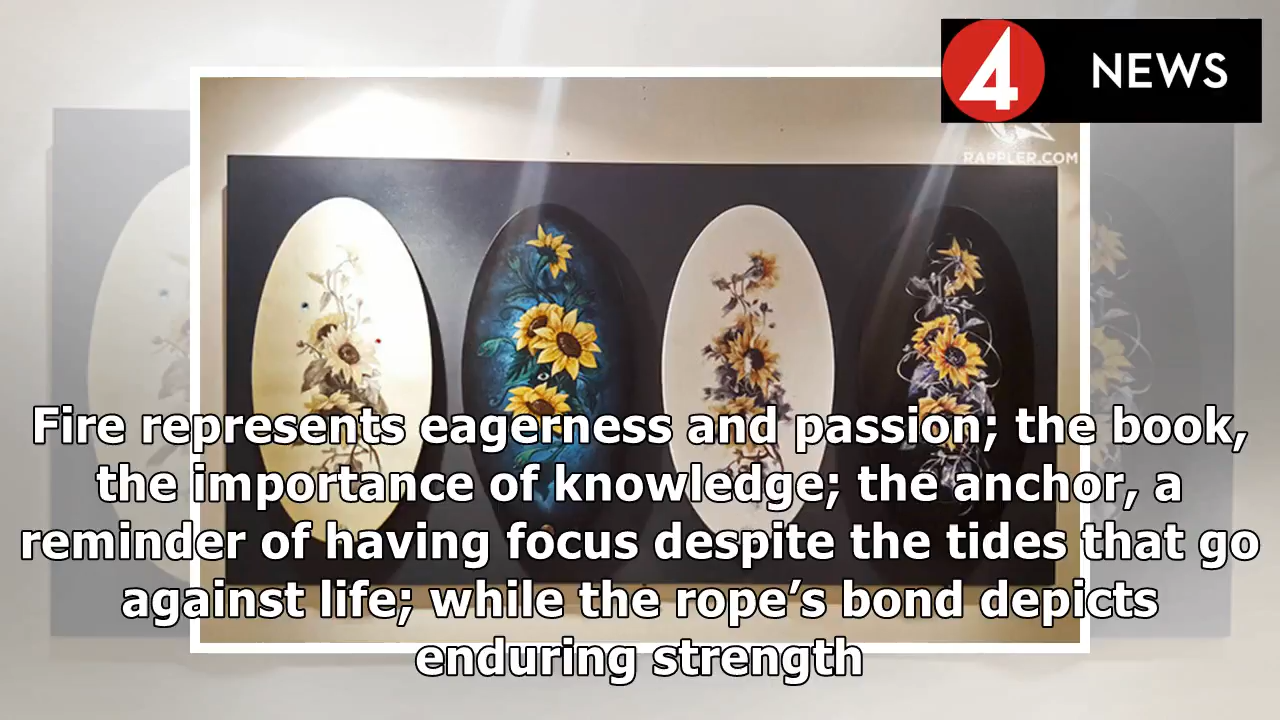 4 NEWS
RAPPLER.COM
Fire represents eagerness and passion; the book,
the importance of knowledge; the anchor, a
reminder of having focus despite the tides that go
against life; while the rope’s bond depicts
enduring strength